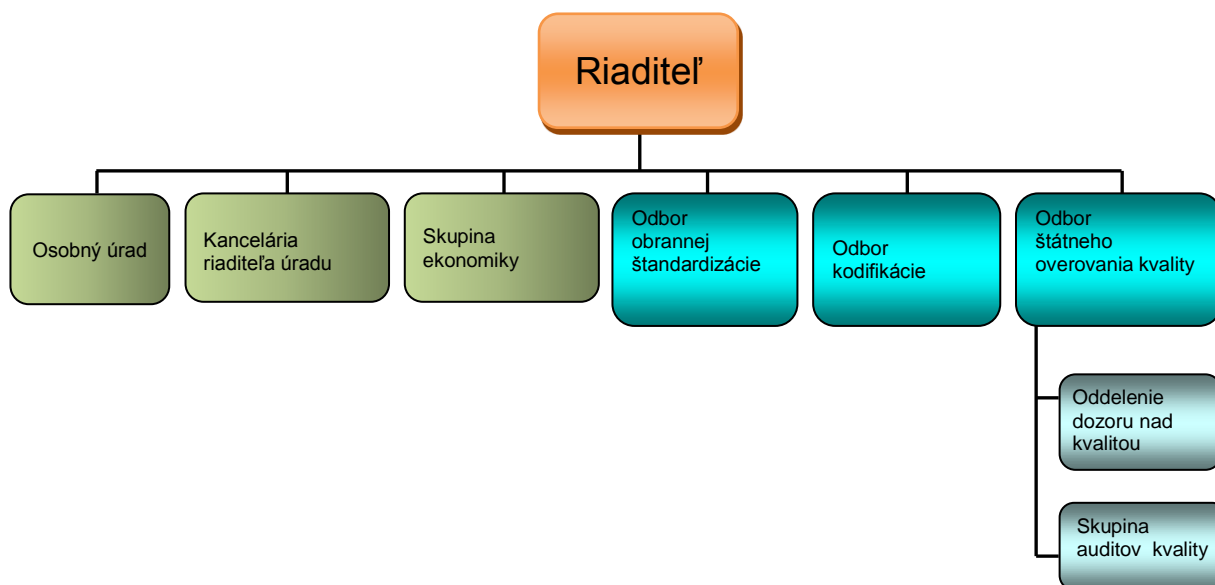 Riaditeľ
Osobný úrad
Kancelária
riaditeľa úradu
Skupina
ekonomiky
Odbor
obrannej
štandardizácie
Odbor
kodifikácie
Odbor
štátneho
overovania kvality
Oddelenie
dozoru nad
kvalitou
Skupina
auditov kvality